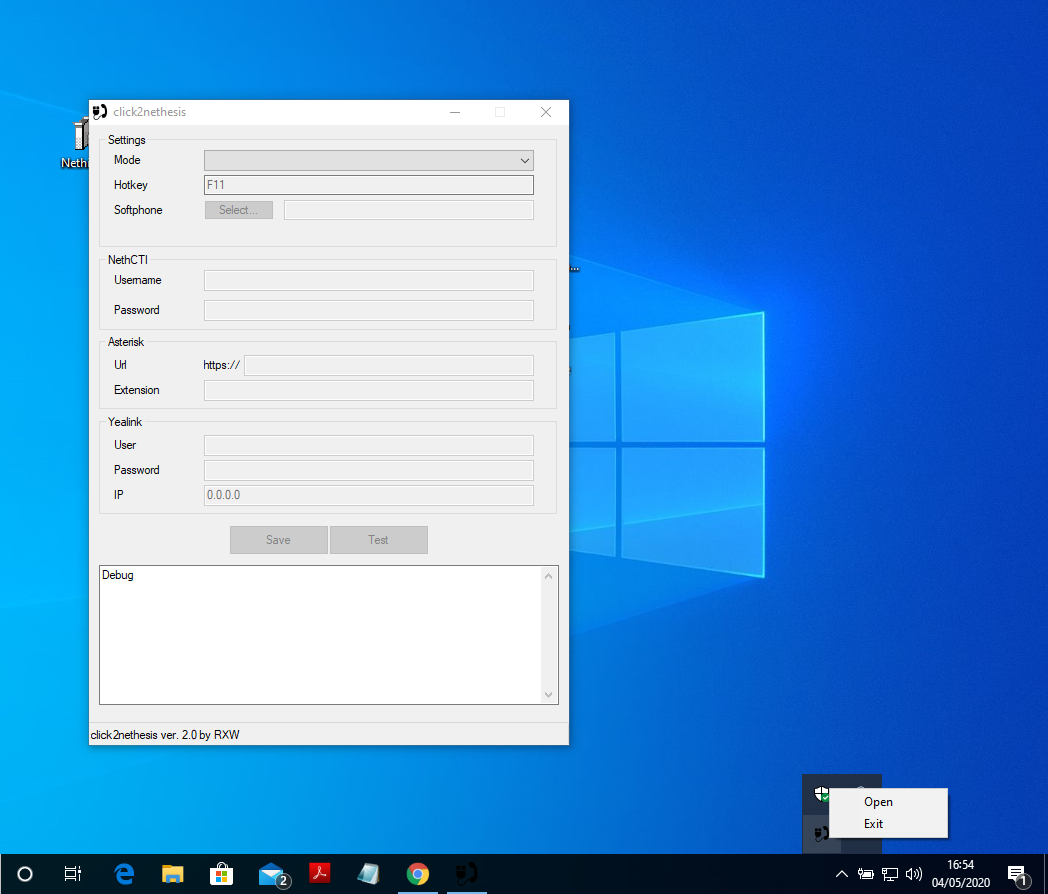 click2nethesis
Settings
Mode
Hotkey F11
Softphone Select...
NethCTI
Username
Password
Asterisk
Url https://
Extension
Yealink
User
Password
IP 0.0.0.0
Save Test
Debug
click2nethesis ver. 2.0 by RXW
Open
Exit
2
16:54
04/05/2020
1